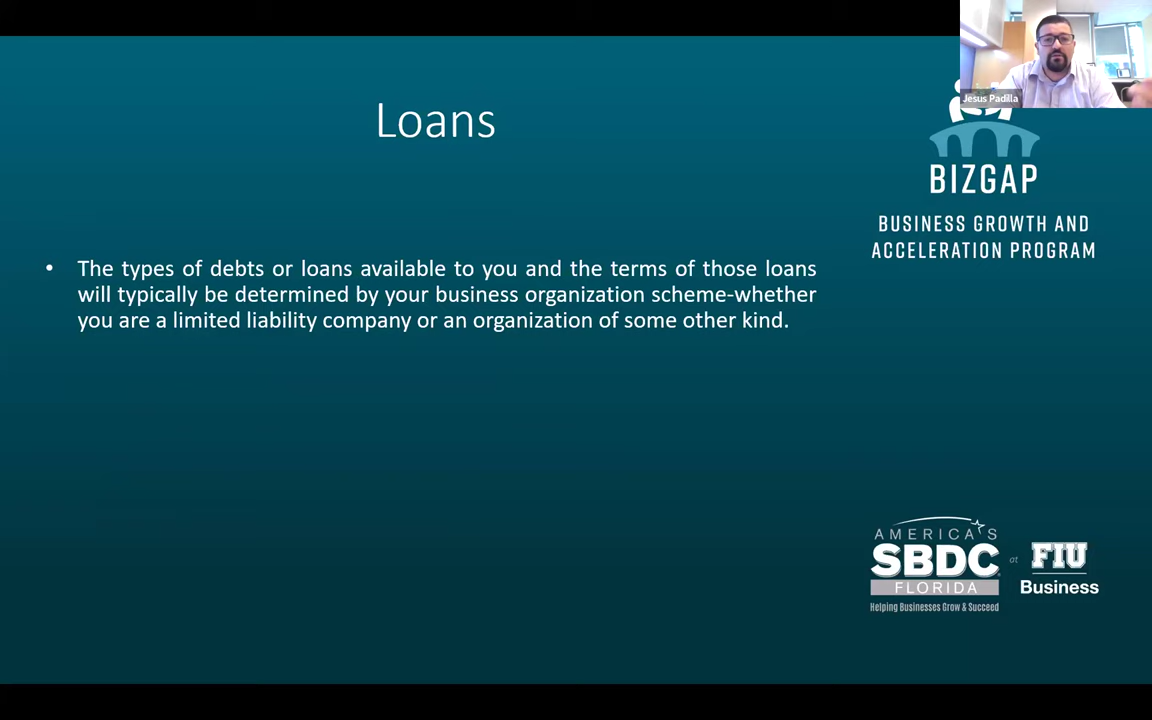 Jesus Padilla
Loans
BIZGAP
BUSINESS GROWTH AND
ACCELERATION PROGRAM
• The types of debts or loans available to you and the terms of those loans
will typically be determined by your business organization scheme-whether
you are a limited liability company or an organization of some other kind.
AMERICA'S
SBDC at FIU
FLORIDA Business
Helping Businesses Grow & Succeed